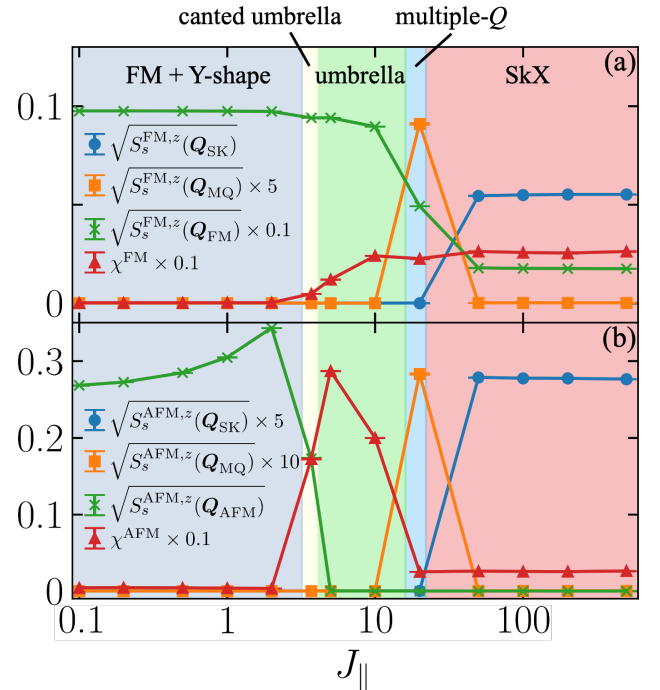 canted umbrella multiple-Q
FM + Y-shape umbrella SkX (a)
0.1
√S_s^{FM,z}(Q_SK)
√S_s^{FM,z}(Q_MQ) × 5
√S_s^{FM,z}(Q_FM) × 0.1
χ^{FM} × 0.1
0
(b)
0.3
√S_s^{AFM,z}(Q_SK) × 5
0.2
√S_s^{AFM,z}(Q_MQ) × 10
√S_s^{AFM,z}(Q_AFM)
0.1
χ^{AFM} × 0.1
0
0.1 1 10 100
J_∥